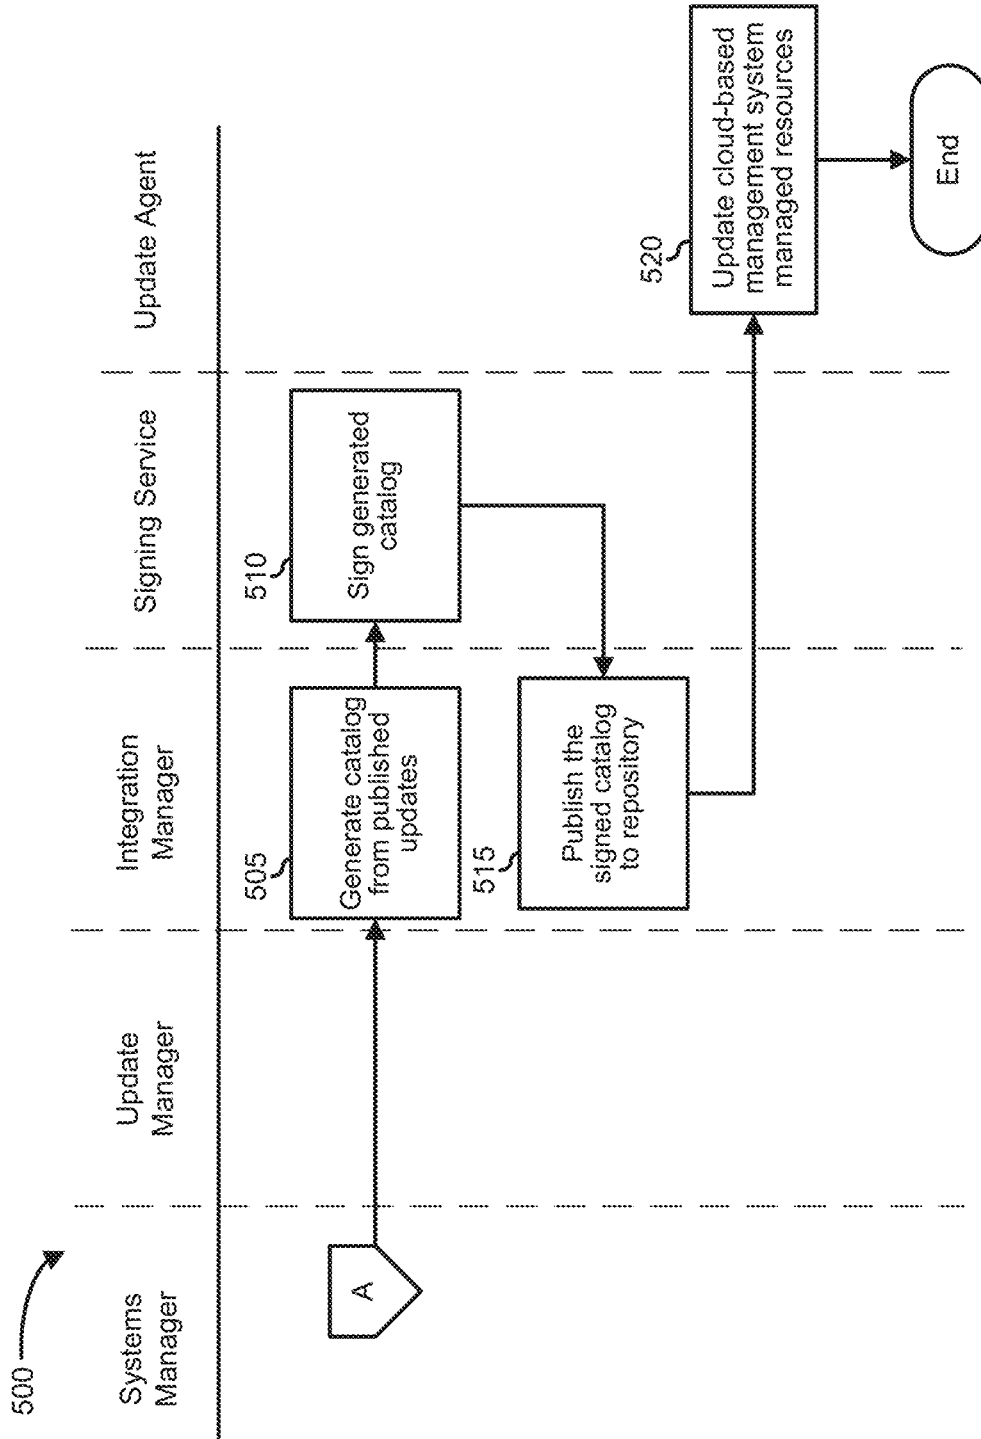 500
Systems
Manager
Update
Manager
Integration
Manager
Signing Service
Update Agent
A
505
Generate catalog
from published
updates
510
Sign generated
catalog
515
Publish the
signed catalog
to repository
520
Update cloud-based
management system
managed resources
End